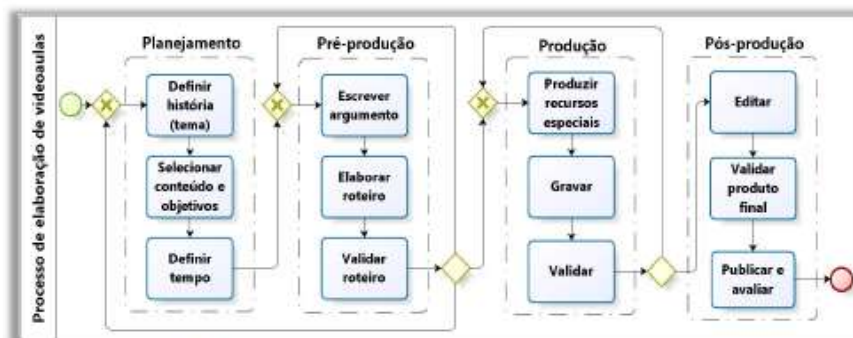 Processo de elaboração de videoaulas
Planejamento
Definir
história
(tema)
Selecionar
conteúdo e
objetivos
Definir
tempo
Pré-produção
Escrever
argumento
Elaborar
roteiro
Validar
roteiro
Produção
Produzir
recursos
especiais
Gravar
Validar
Pós-produção
Editar
Validar
produto
final
Publicar e
avaliar